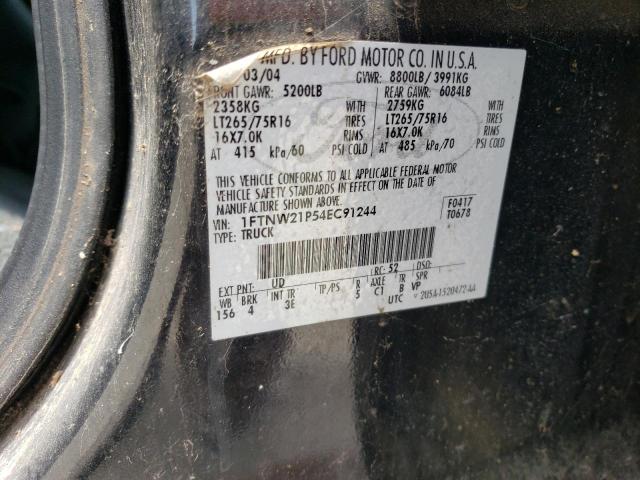 MFD. BY FORD MOTOR CO. IN U.S.A.
03/04 GVWR: 8800LB/ 3991KG
FRONT GAWR: 5200LB REAR GAWR: 6084LB
2358KG WITH 2759KG WITH
LT265/75R16 TIRES LT265/75R16 TIRES
16X7.0K RIMS 16X7.0K RIMS
AT 415 kPa/60 PSI COLD AT 485 kPa/70 PSI COLD
THIS VEHICLE CONFORMS TO ALL APPLICABLE FEDERAL MOTOR
VEHICLE SAFETY STANDARDS IN EFFECT ON THE DATE OF
MANUFACTURE SHOWN ABOVE.
VIN: 1FTNW21P54EC91244 F0417
TYPE: TRUCK T0678
EXT PNT: UD RC: 52 DSO:
WB BRK INT TR TP/PS R AXLE TR SPR
156 4 3E 5 C1 B VP
UTC
Ford